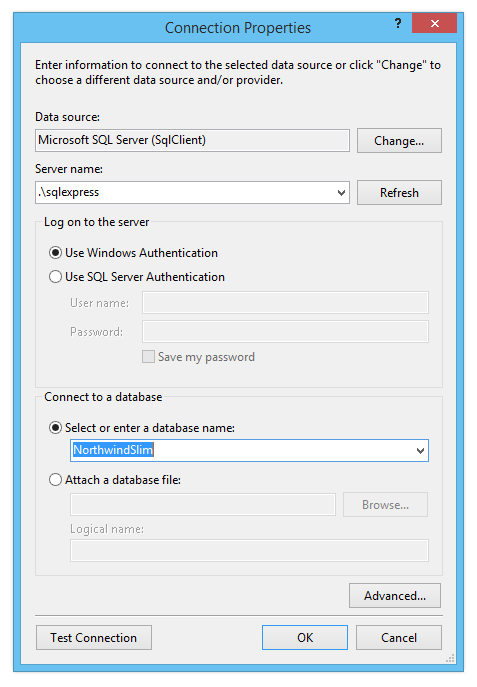 Connection Properties
?
Enter information to connect to the selected data source or click "Change" to
choose a different data source and/or provider.
Data source:
Microsoft SQL Server (SqlClient)
Change...
Server name:
.\sqlexpress
Refresh
Log on to the server
Use Windows Authentication
Use SQL Server Authentication
User name:
Password:
Save my password
Connect to a database
Select or enter a database name:
NorthwindSlim
Attach a database file:
Browse...
Logical name:
Advanced...
Test Connection
OK
Cancel